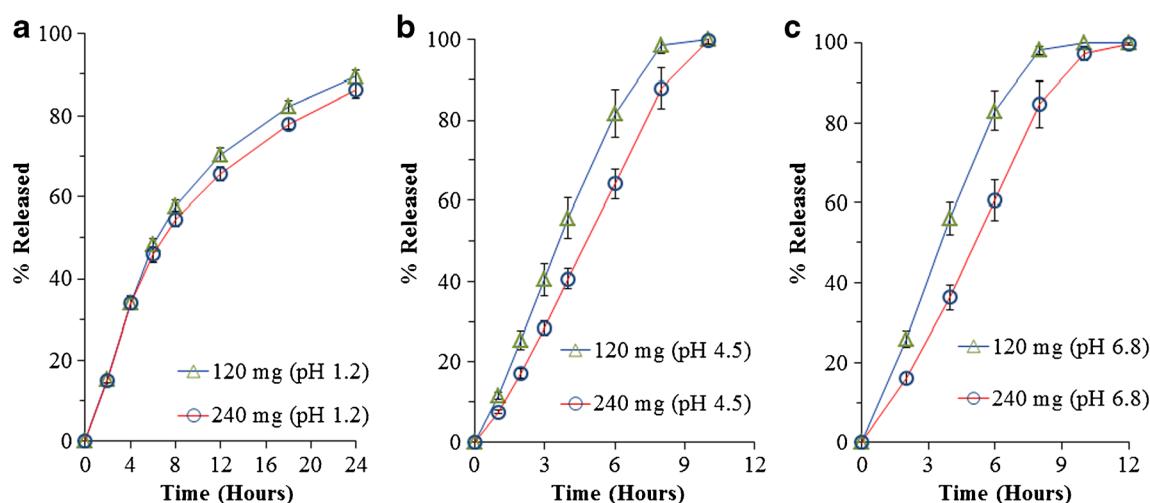 a
100
80
60
40
20
0
% Released
120 mg (pH 1.2)
240 mg (pH 1.2)
0 4 8 12 16 20 24
Time (Hours)
b
100
80
60
40
20
0
% Released
120 mg (pH 4.5)
240 mg (pH 4.5)
0 3 6 9 12
Time (Hours)
c
100
80
60
40
20
0
% Released
120 mg (pH 6.8)
240 mg (pH 6.8)
0 3 6 9 12
Time (Hours)